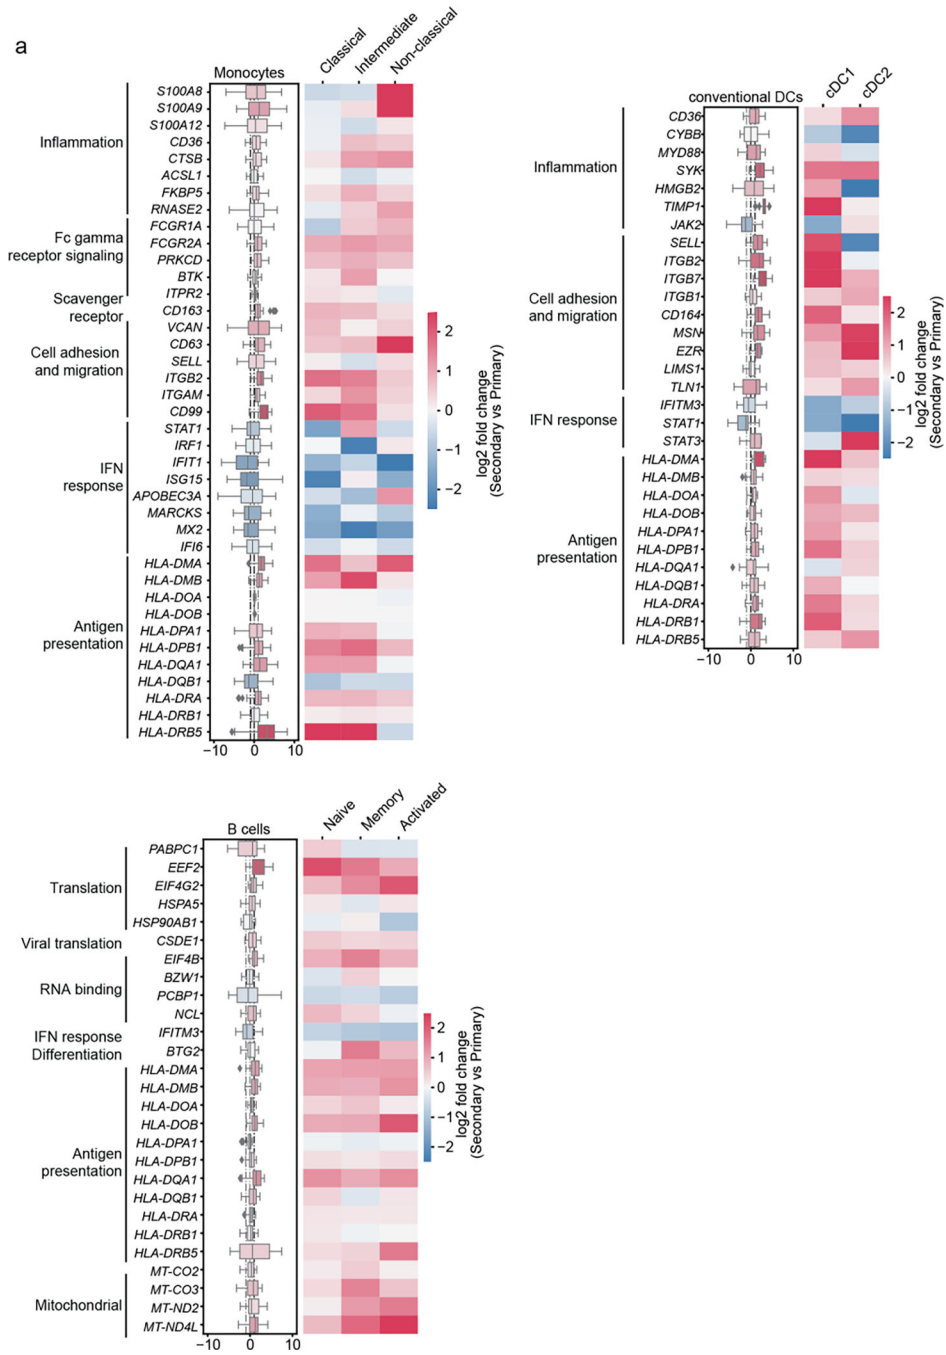 a
Classical
Intermediate
Non-classical
Monocytes
Inflammation
S100A8
S100A9
S100A12
CD36
CTSB
ACSL1
FKBP5
RNASE2
Fc gamma
receptor signaling
FCGR1A
FCGR2A
PRKCD
BTK
ITPR2
Scavenger
receptor
CD163
Cell adhesion
and migration
VCAN
CD63
SELL
ITGB2
ITGAM
CD99
IFN
response
STAT1
IRF1
IFIT1
ISG15
APOBEC3A
MARCKS
MX2
IFI6
Antigen
presentation
HLA-DMA
HLA-DMB
HLA-DOA
HLA-DOB
HLA-DPA1
HLA-DPB1
HLA-DQA1
HLA-DQB1
HLA-DRA
HLA-DRB1
HLA-DRB5
−10 0 10
2
1
0
−1
−2
log2 fold change
(Secondary vs Primary)
cDC1
cDC2
conventional DCs
Inflammation
CD36
CYBB
MYD88
SYK
HMGB2
TIMP1
JAK2
Cell adhesion
and migration
SELL
ITGB2
ITGB7
ITGB1
CD164
MSN
EZR
LIMS1
TLN1
IFN response
IFITM3
STAT1
STAT3
Antigen
presentation
HLA-DMA
HLA-DMB
HLA-DOA
HLA-DOB
HLA-DPA1
HLA-DPB1
HLA-DQA1
HLA-DQB1
HLA-DRA
HLA-DRB1
HLA-DRB5
−10 0 10
2
1
0
−1
−2
log2 fold change
(Secondary vs Primary)
Naive
Memory
Activated
B cells
Translation
PABPC1
EEF2
EIF4G2
HSPA5
HSP90AB1
Viral translation
CSDE1
RNA binding
EIF4B
BZW1
PCBP1
NCL
IFN response
IFITM3
Differentiation
BTG2
Antigen
presentation
HLA-DMA
HLA-DMB
HLA-DOA
HLA-DOB
HLA-DPA1
HLA-DPB1
HLA-DQA1
HLA-DQB1
HLA-DRA
HLA-DRB1
HLA-DRB5
Mitochondrial
MT-CO2
MT-CO3
MT-ND2
MT-ND4L
−10 0 10
2
1
0
−1
−2
log2 fold change
(Secondary vs Primary)